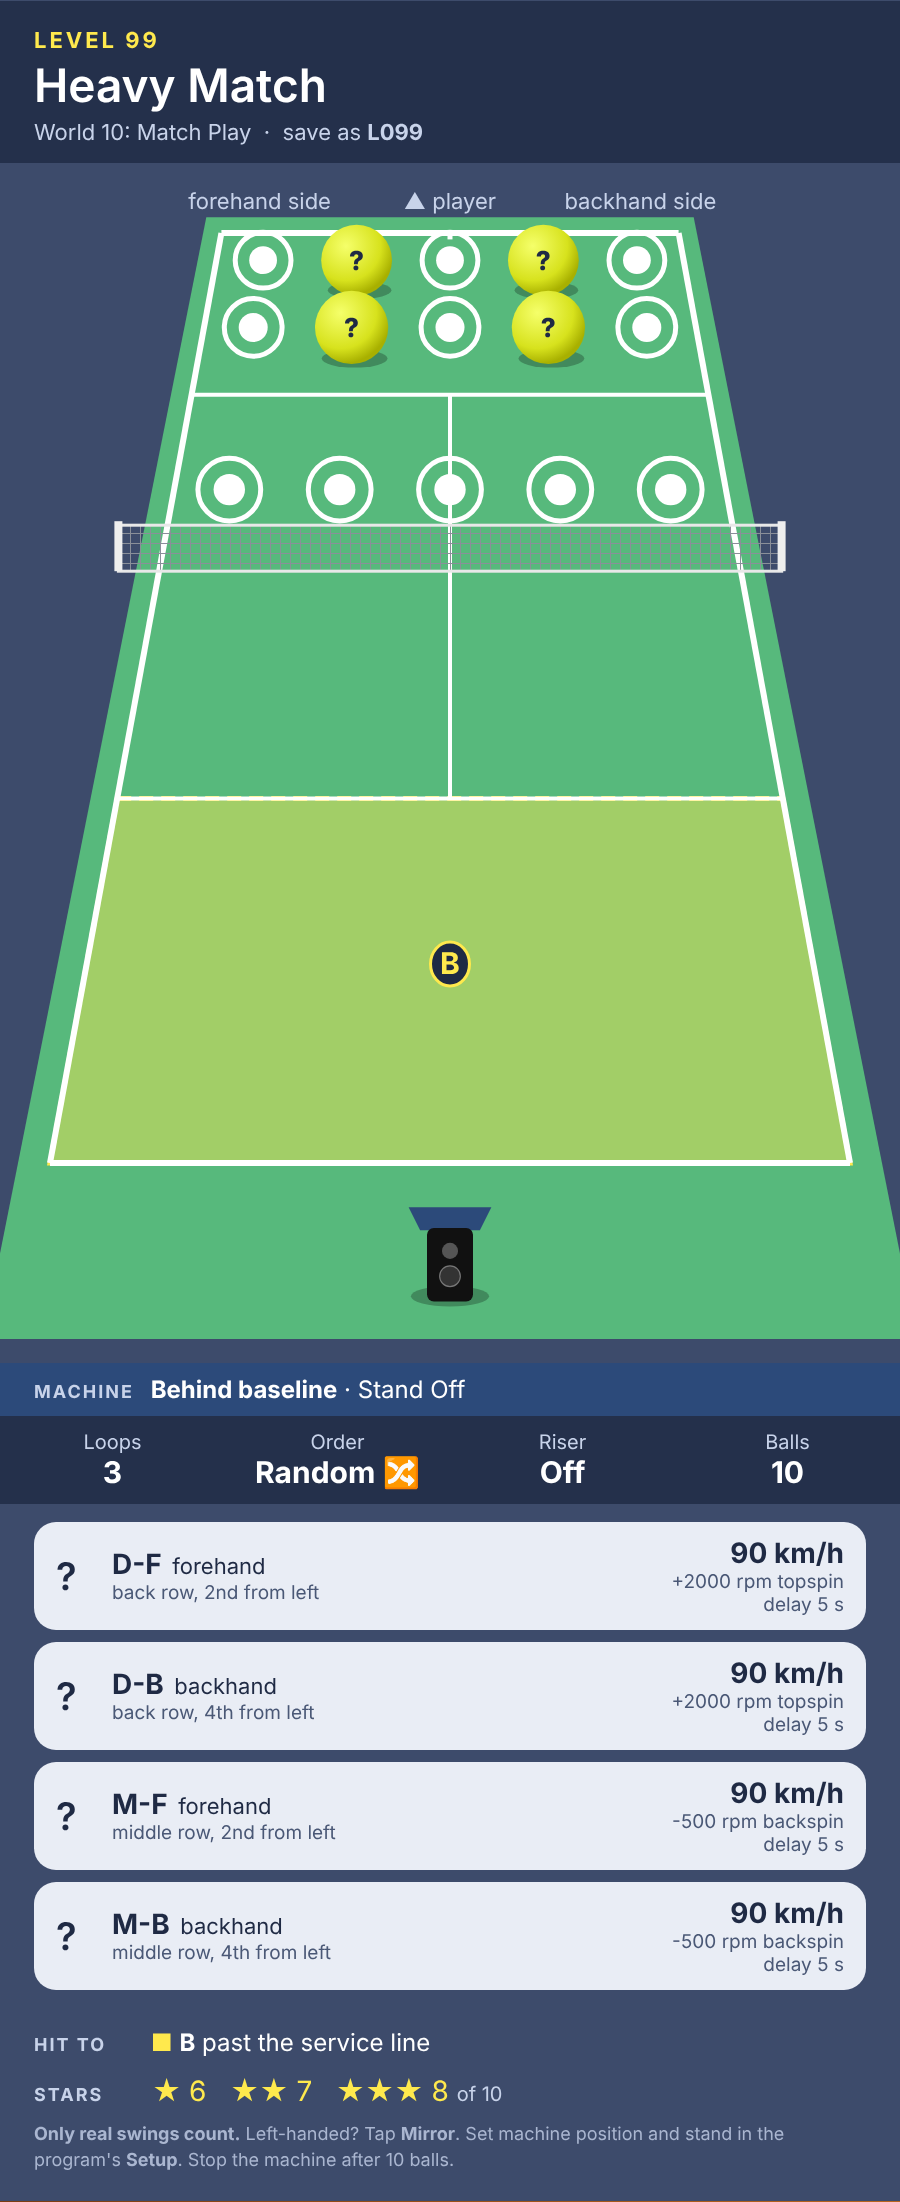 LEVEL 99
Heavy Match
World 10: Match Play · save as L099
forehand side ▲ player backhand side
? ?
? ?
B
MACHINE Behind baseline · Stand Off
Loops Order Riser Balls
3 Random 🔀 Off 10
? D-F forehand 90 km/h
back row, 2nd from left +2000 rpm topspin
delay 5 s
? D-B backhand 90 km/h
back row, 4th from left +2000 rpm topspin
delay 5 s
? M-F forehand 90 km/h
middle row, 2nd from left -500 rpm backspin
delay 5 s
? M-B backhand 90 km/h
middle row, 4th from left -500 rpm backspin
delay 5 s
HIT TO B past the service line
STARS ★ 6 ★★ 7 ★★★ 8 of 10
Only real swings count. Left-handed? Tap Mirror. Set machine position and stand in the
program's Setup. Stop the machine after 10 balls.